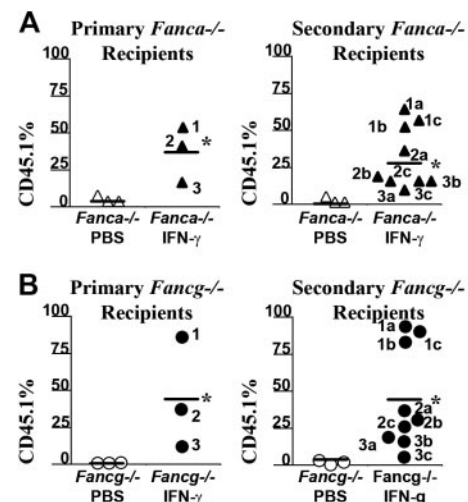 A
Primary Fanca-/- Recipients
CD45.1%
100
75
50
25
0
1
2
*
3
Fanca-/- PBS
Fanca-/- IFN-γ
Secondary Fanca-/- Recipients
CD45.1%
100
75
50
25
0
1a
1b
1c
2a
*
2b
2c
3b
3a
3c
Fanca-/- PBS
Fanca-/- IFN-γ
B
Primary Fancg-/- Recipients
CD45.1%
100
75
50
25
0
1
*
2
3
Fancg-/- PBS
Fancg-/- IFN-γ
Secondary Fancg-/- Recipients
CD45.1%
100
75
50
25
0
1a
1b
1c
*
2a
2c
2b
3a
3b
3c
Fancg-/- PBS
Fancg-/- IFN-g